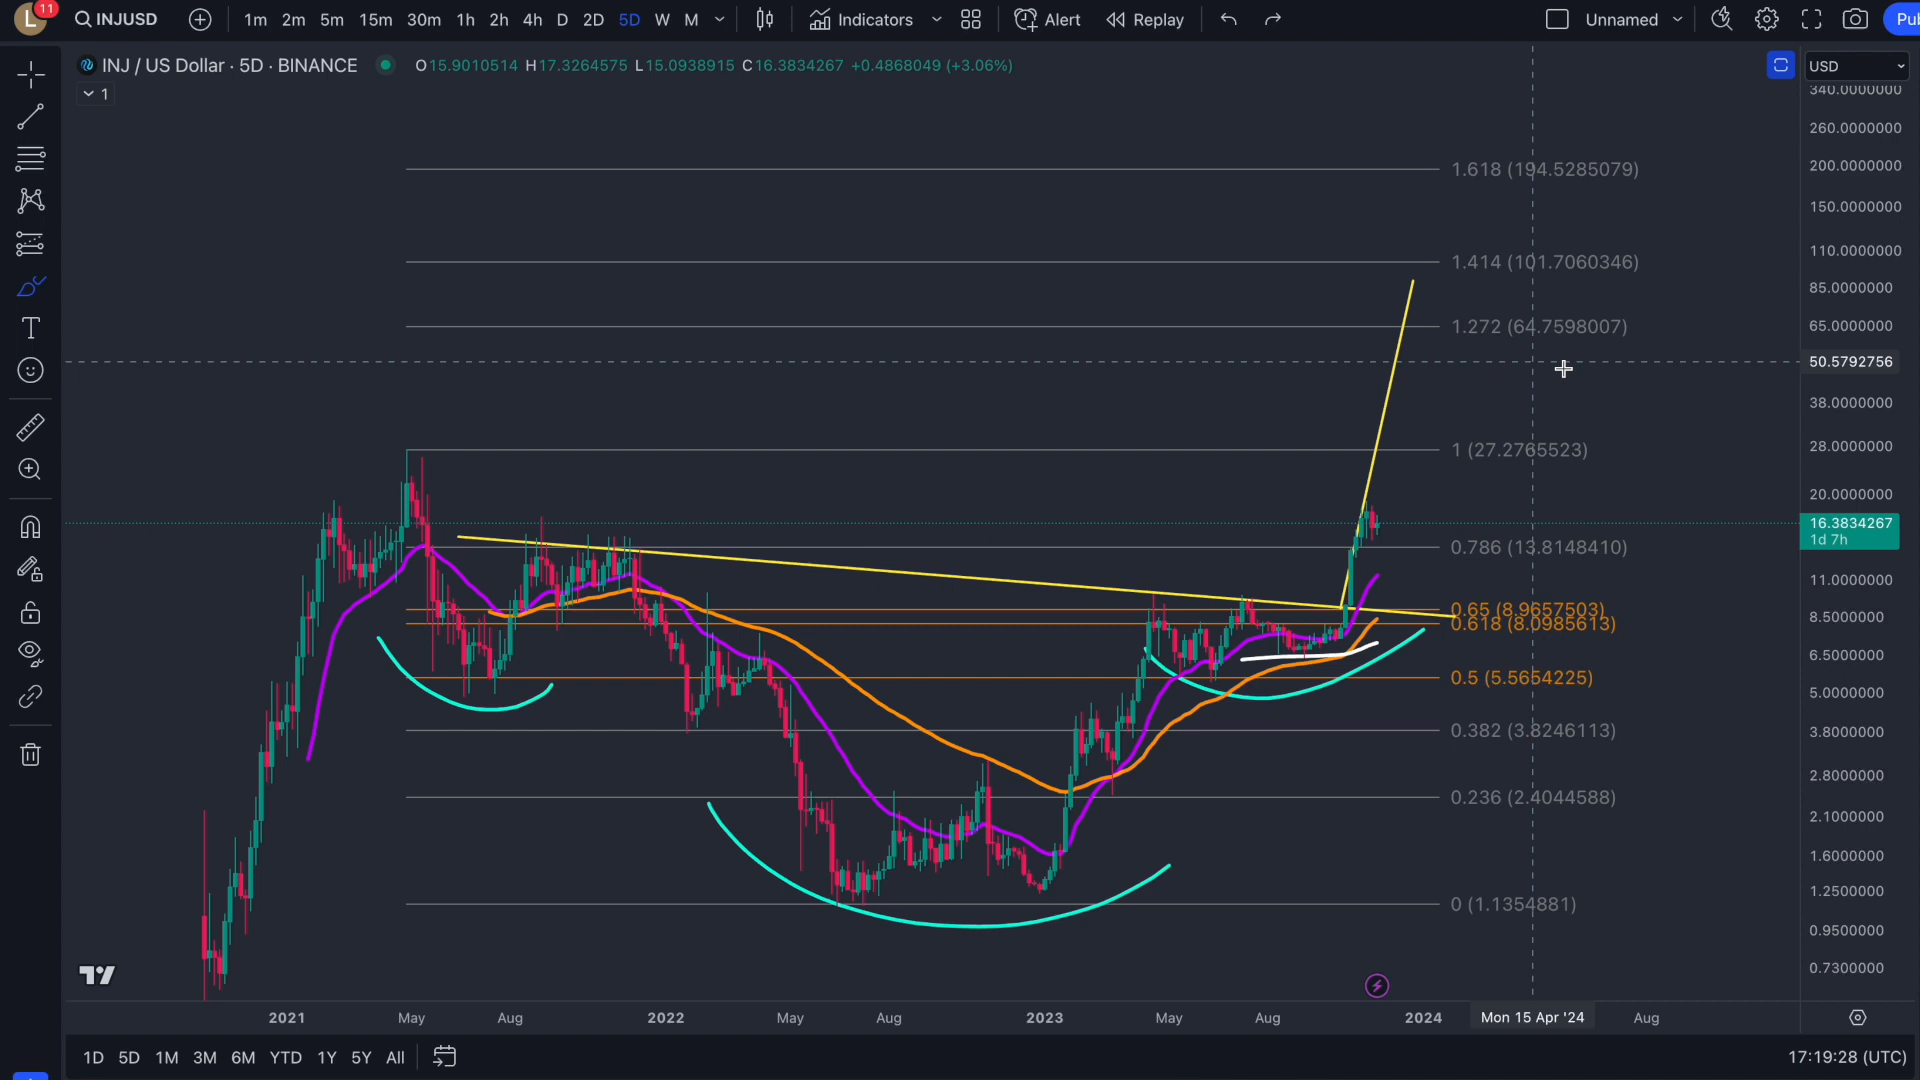 L 11 INJUSD 1m 2m 5m 15m 30m 1h 2h 4h D 2D 5D W M Indicators Alert Replay Unnamed Pu
INJ / US Dollar · 5D · BINANCE O15.9010514 H17.3264575 L15.0938915 C16.3834267 +0.4868049 (+3.06%) USD
1
340.0000000
260.0000000
1.618 (194.5285079) 200.0000000
150.0000000
110.0000000
1.414 (101.7060346)
85.0000000
1.272 (64.7598007) 65.0000000
50.5792756
38.0000000
1 (27.2765523) 28.0000000
20.0000000
16.3834267
1d 7h
0.786 (13.8148410)
11.0000000
0.65 (8.9657503) 8.5000000
0.618 (8.0985613)
6.5000000
0.5 (5.5654225)
5.0000000
0.382 (3.8246113) 3.8000000
2.8000000
0.236 (2.4044588)
2.1000000
1.6000000
1.2500000
0 (1.1354881)
0.9500000
0.7300000
2021 May Aug 2022 May Aug 2023 May Aug 2024 Mon 15 Apr '24 Aug
1D 5D 1M 3M 6M YTD 1Y 5Y All 17:19:28 (UTC)